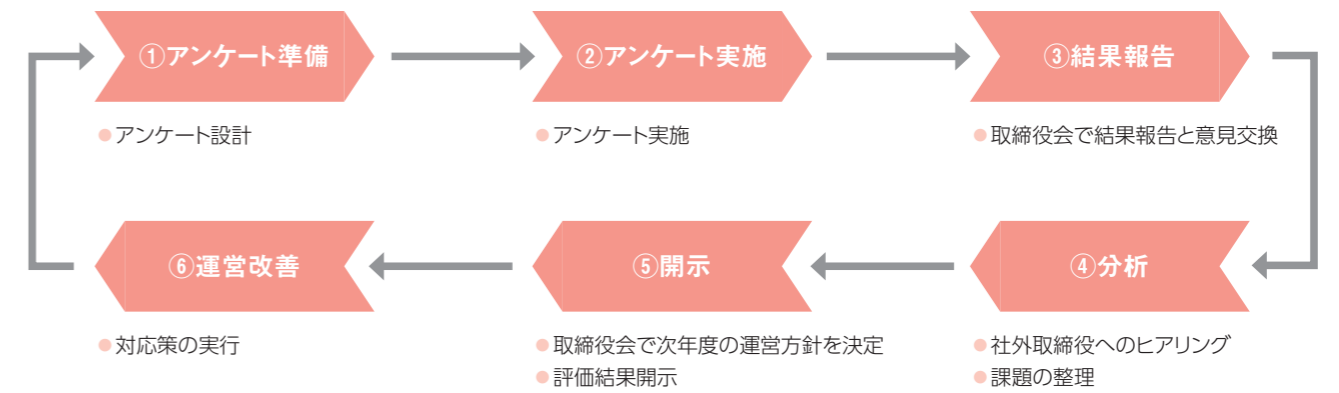 ①アンケート準備
②アンケート実施
③結果報告
●アンケート設計
●アンケート実施
●取締役会で結果報告と意見交換
⑥運営改善
⑤開示
④分析
●対応策の実行
●取締役会で次年度の運営方針を決定
●評価結果開示
●社外取締役へのヒアリング
●課題の整理